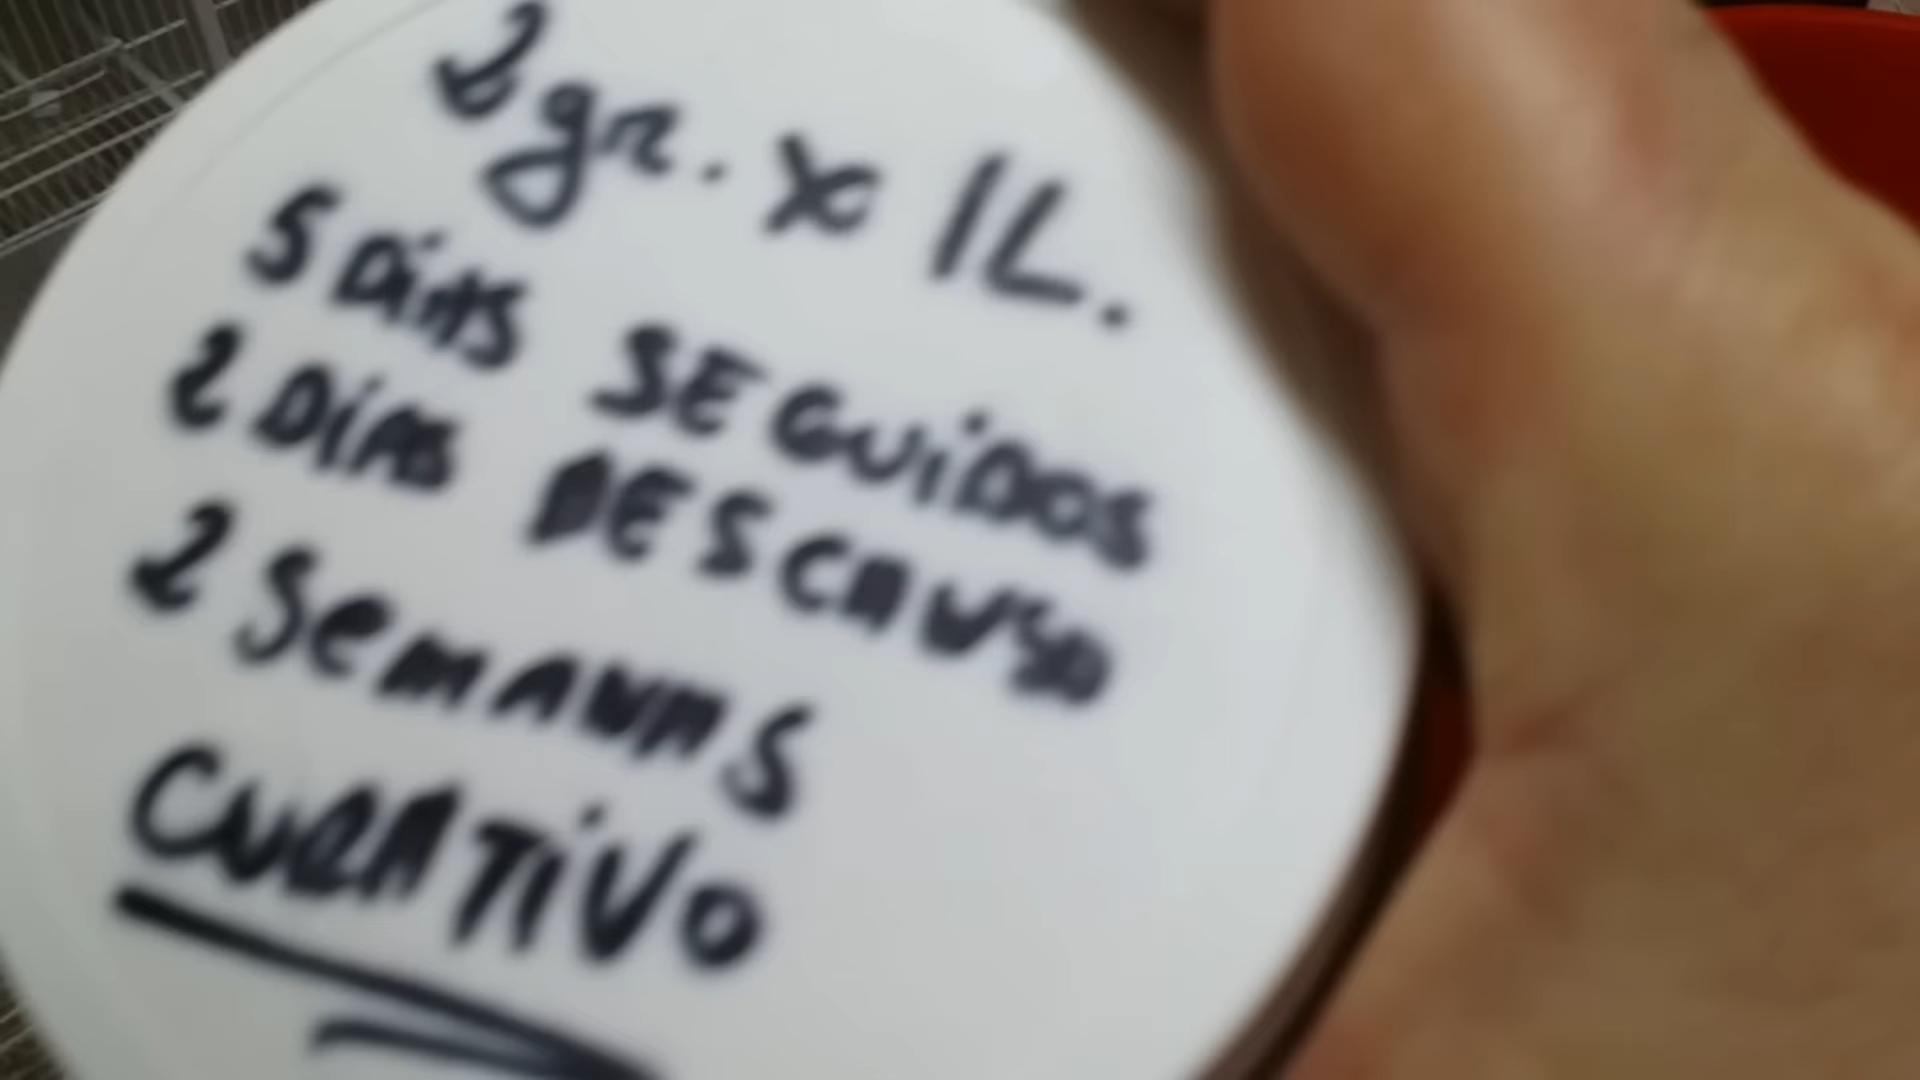 2gr. x 1L.
5 DÍAS SEGUIDOS
2 DÍAS DESCANSO
2 SEMANAS
CURATIVO